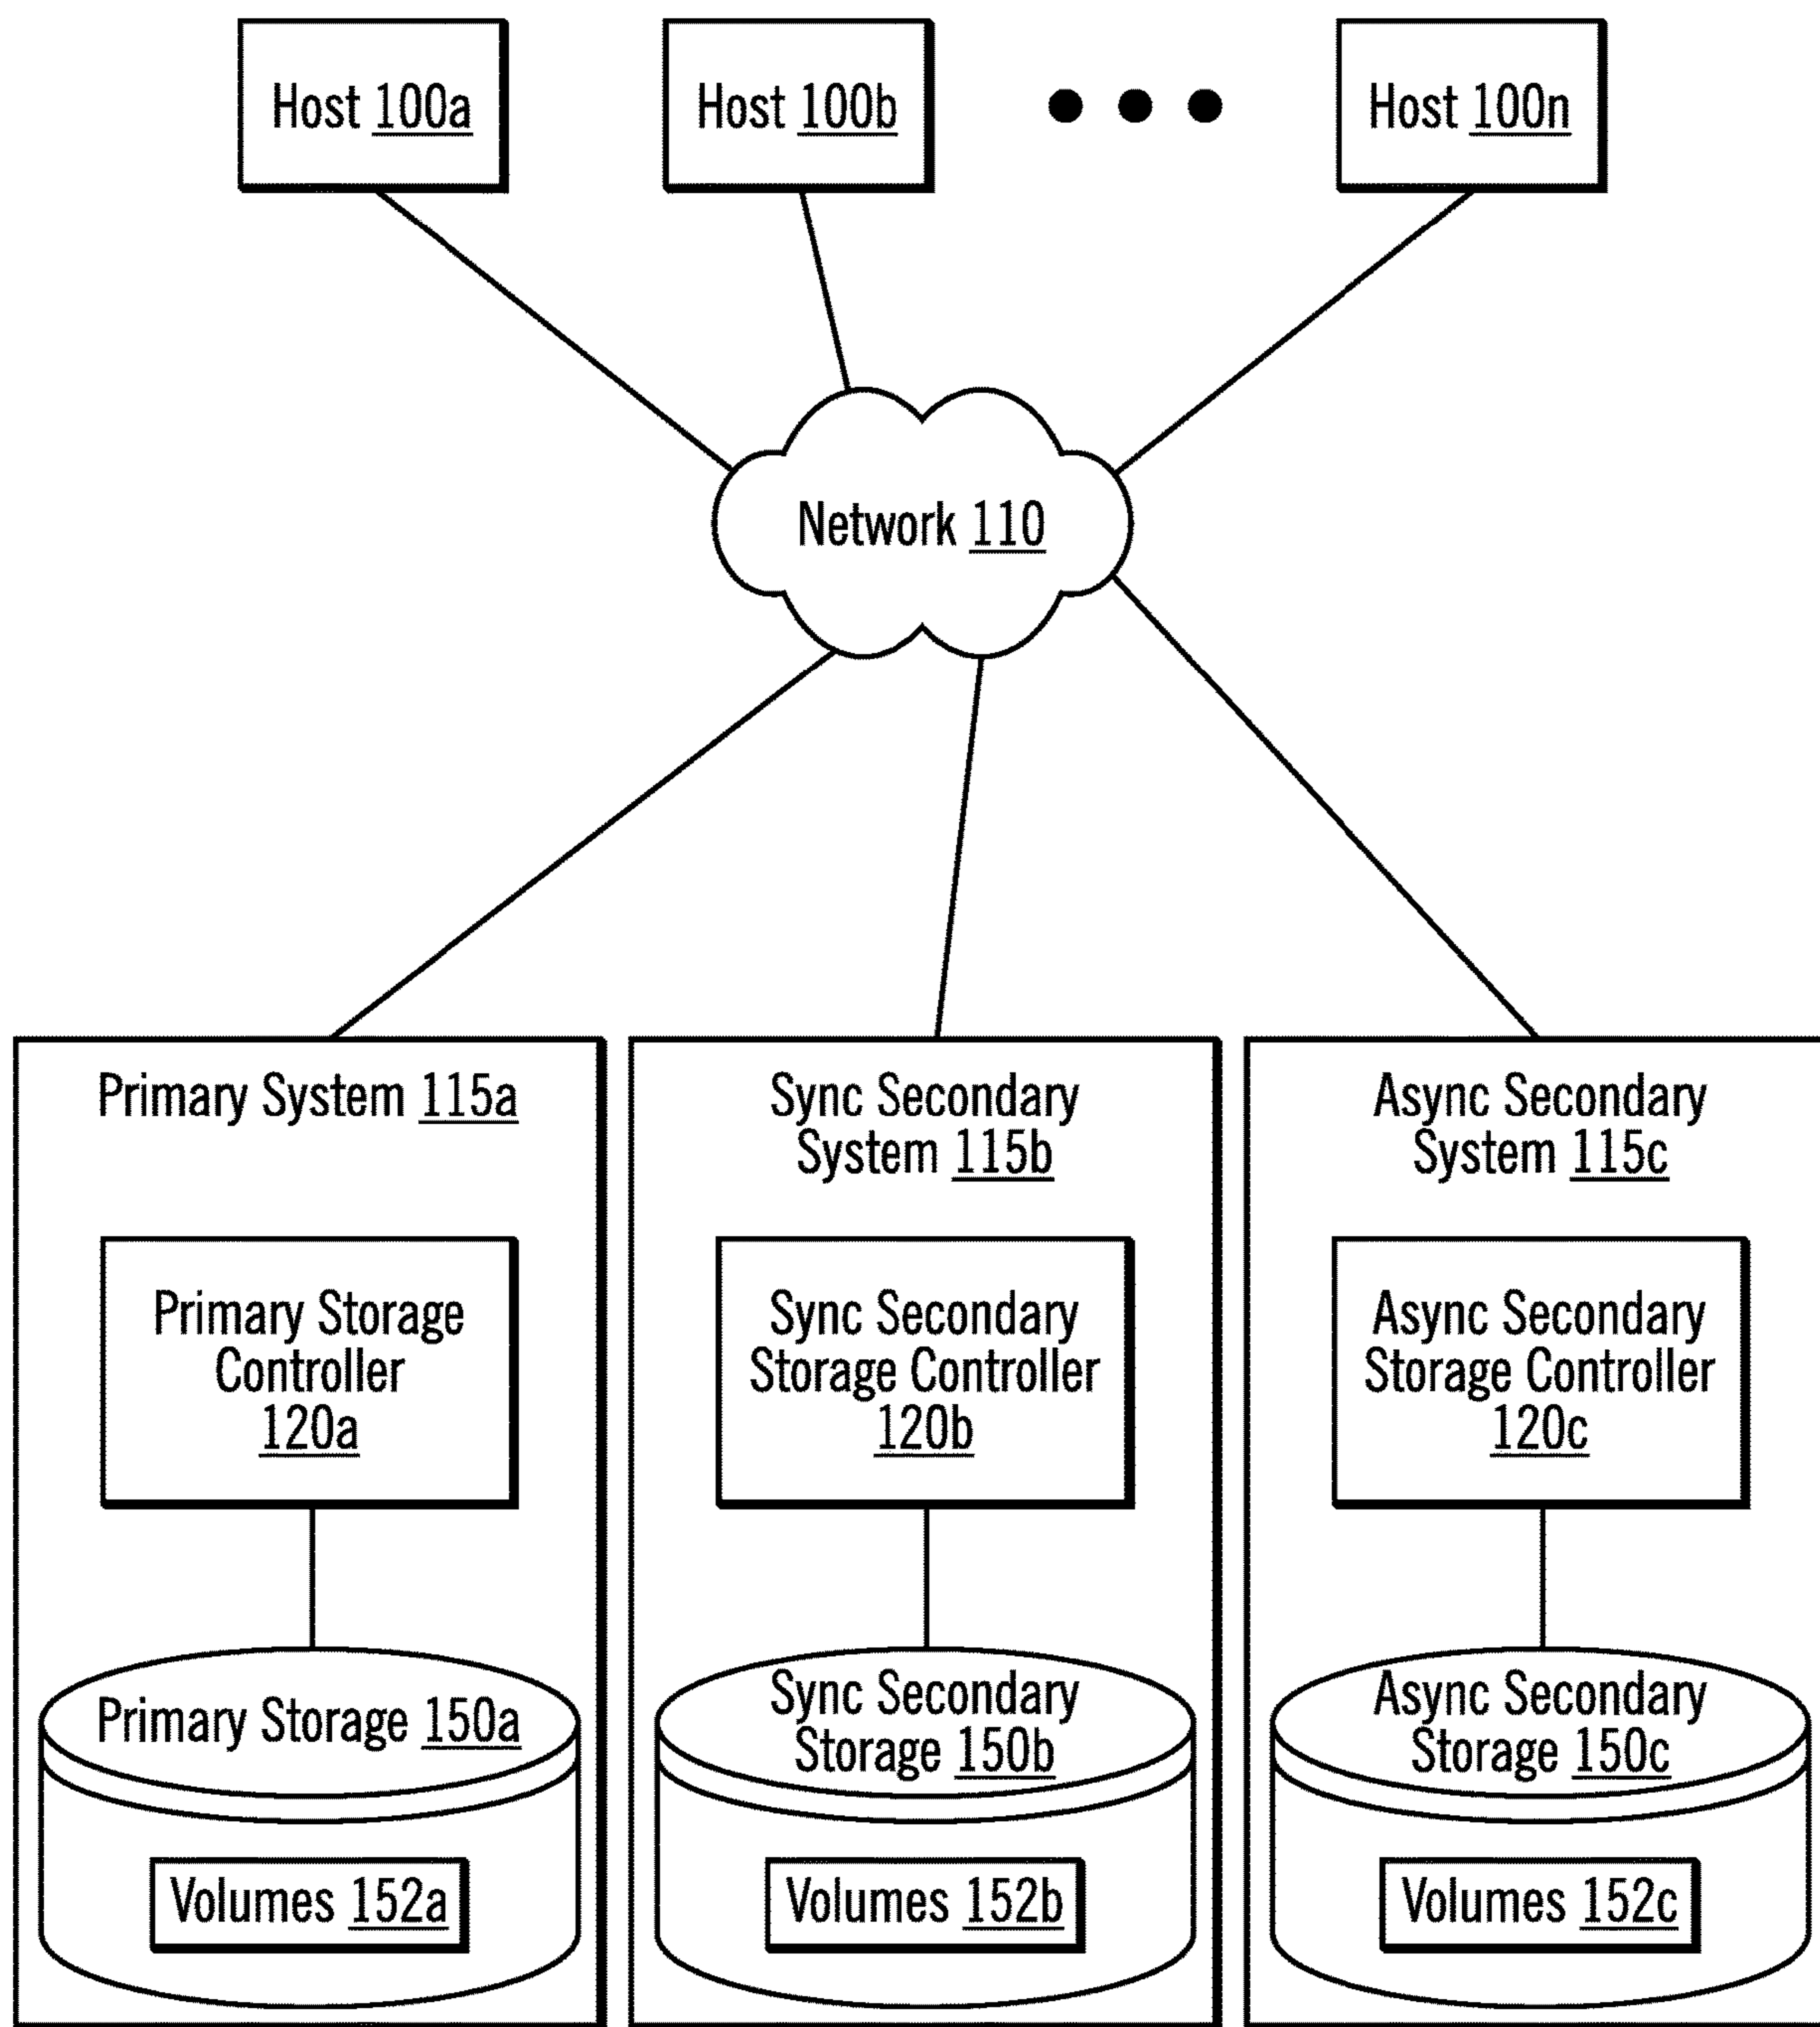 Host 100a
Host 100b
Host 100n
Network 110
Primary System 115a
Sync Secondary
System 115b
Async Secondary
System 115c
Primary Storage
Controller
120a
Sync Secondary
Storage Controller
120b
Async Secondary
Storage Controller
120c
Primary Storage 150a
Sync Secondary
Storage 150b
Async Secondary
Storage 150c
Volumes 152a
Volumes 152b
Volumes 152c